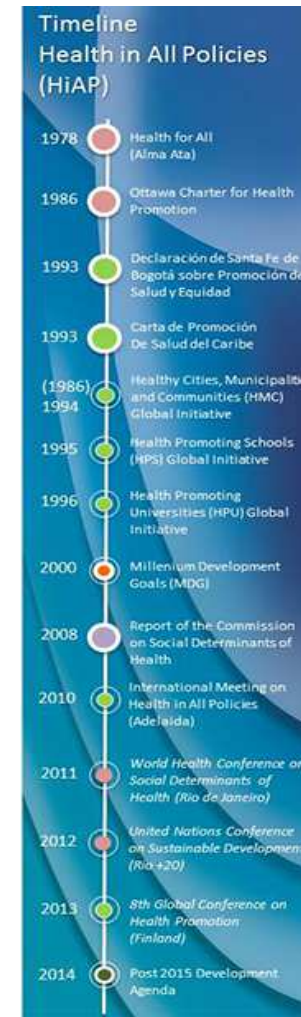 Timeline
Health in All Policies
(HiAP)
1978
Health for All
(Alma Ata)
1986
Ottawa Charter for Health
Promotion
1993
Declaración de Santa Fe de
Bogotá sobre Promoción de
Salud y Equidad
1993
Carta de Promoción
De Salud del Caribe
(1986)
1994
Healthy Cities, Municipalitie
and Communities (HMC)
Global Initiative
1995
Health Promoting Schools
(HPS) Global Initiative
1996
Health Promoting
Universities (HPU) Global
Initiative
2000
Millenium Development
Goals (MDG)
2008
Report of the Commission
on Social Determinants of
Health
2010
International Meeting on
Health in All Policies
(Adelaida)
2011
World Health Conference on
Social Determinants of
Health (Rio de Janeiro)
2012
United Nations Conference
on Sustainable Development
(Rio +20)
2013
8th Global Conference on
Health Promotion
(Finland)
2014
Post 2015 Development
Agenda